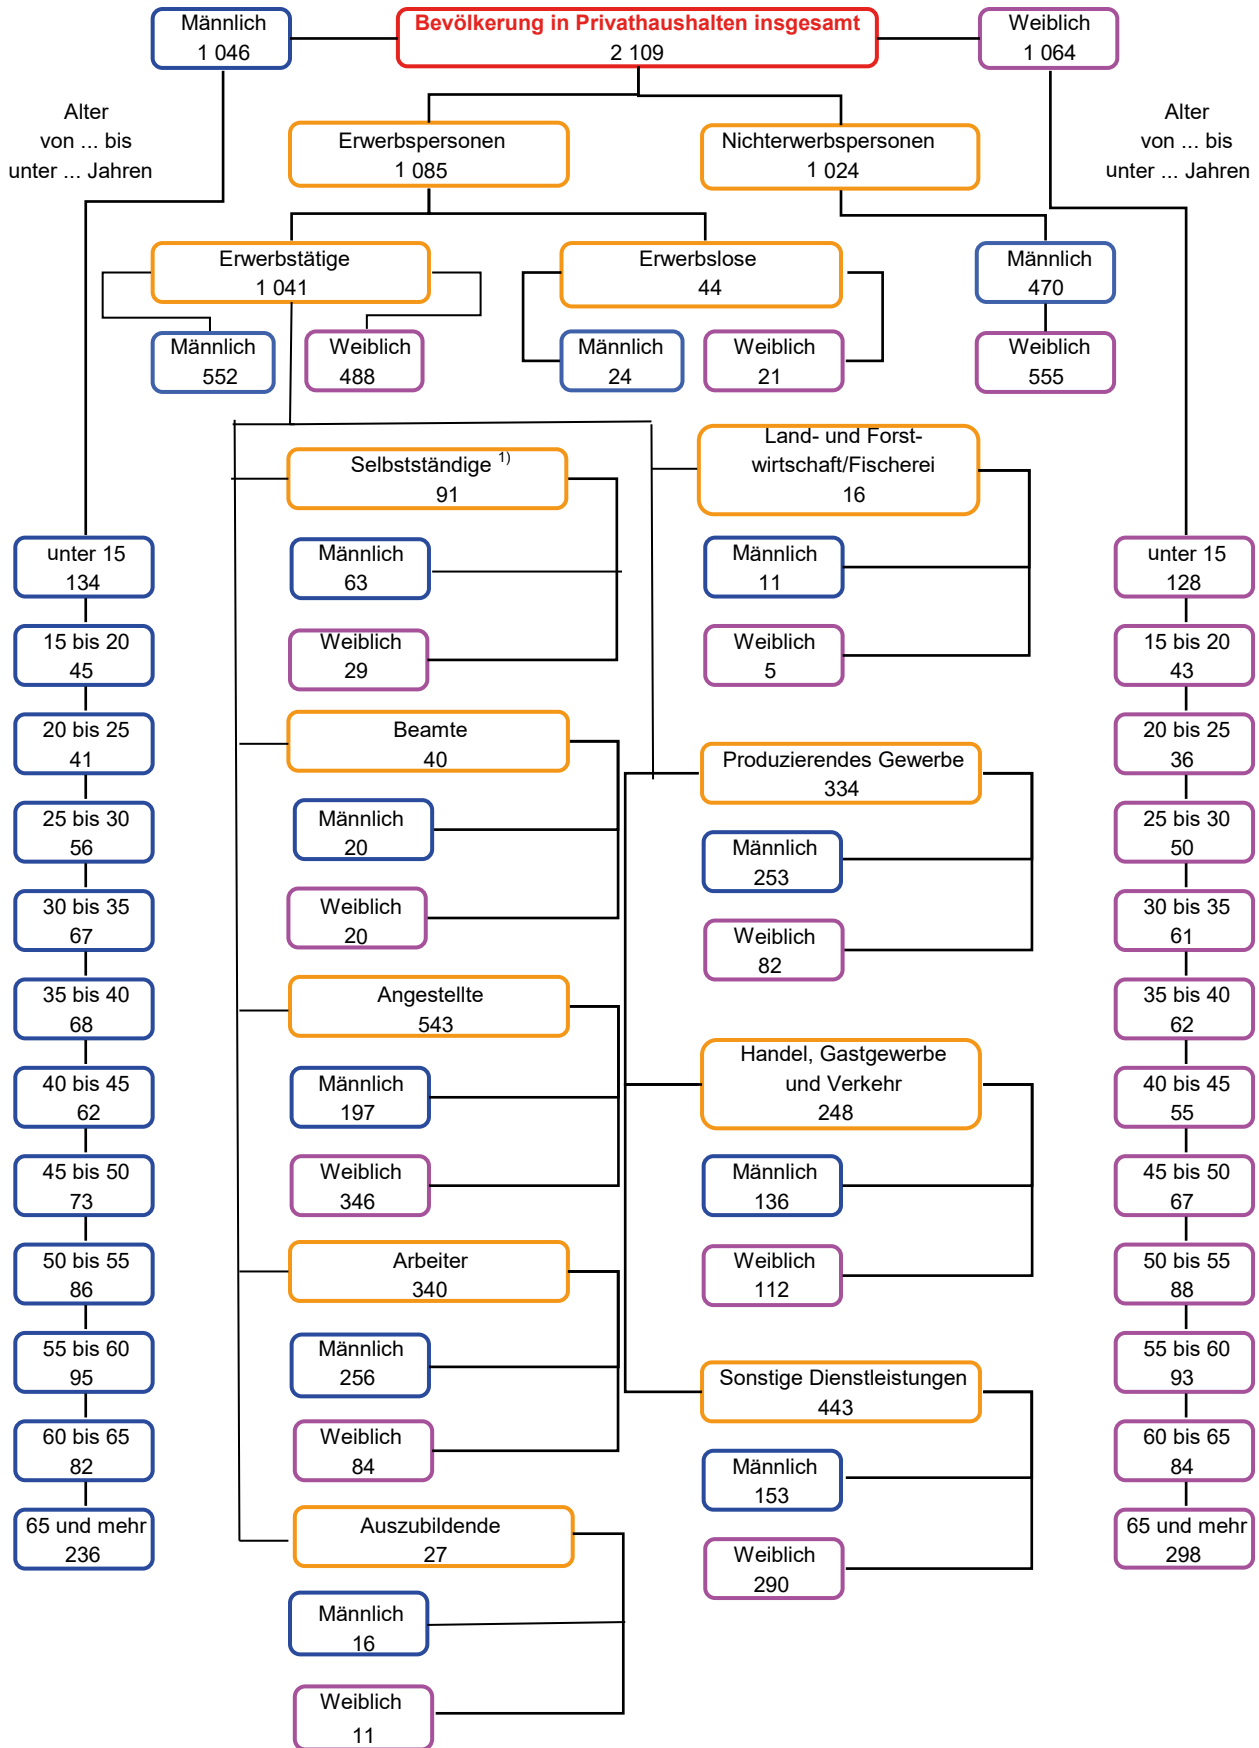 Männlich
1 046
Bevölkerung in Privathaushalten insgesamt
2 109
Weiblich
1 064
Alter
von ... bis
unter ... Jahren
Erwerbspersonen
1 085
Nichterwerbspersonen
1 024
Alter
von ... bis
unter ... Jahren
Erwerbstätige
1 041
Erwerbslose
44
Männlich
470
Männlich
552
Weiblich
488
Männlich
24
Weiblich
21
Weiblich
555
unter 15
134
15 bis 20
45
20 bis 25
41
25 bis 30
56
30 bis 35
67
35 bis 40
68
40 bis 45
62
45 bis 50
73
50 bis 55
86
55 bis 60
95
60 bis 65
82
65 und mehr
236
Selbstständige 1)
91
Männlich
63
Weiblich
29
Beamte
40
Männlich
20
Weiblich
20
Angestellte
543
Männlich
197
Weiblich
346
Arbeiter
340
Männlich
256
Weiblich
84
Auszubildende
27
Männlich
16
Weiblich
11
Land- und Forst-
wirtschaft/Fischerei
16
Männlich
11
Weiblich
5
Produzierendes Gewerbe
334
Männlich
253
Weiblich
82
Handel, Gastgewerbe
und Verkehr
248
Männlich
136
Weiblich
112
Sonstige Dienstleistungen
443
Männlich
153
Weiblich
290
unter 15
128
15 bis 20
43
20 bis 25
36
25 bis 30
50
30 bis 35
61
35 bis 40
62
40 bis 45
55
45 bis 50
67
50 bis 55
88
55 bis 60
93
60 bis 65
84
65 und mehr
298